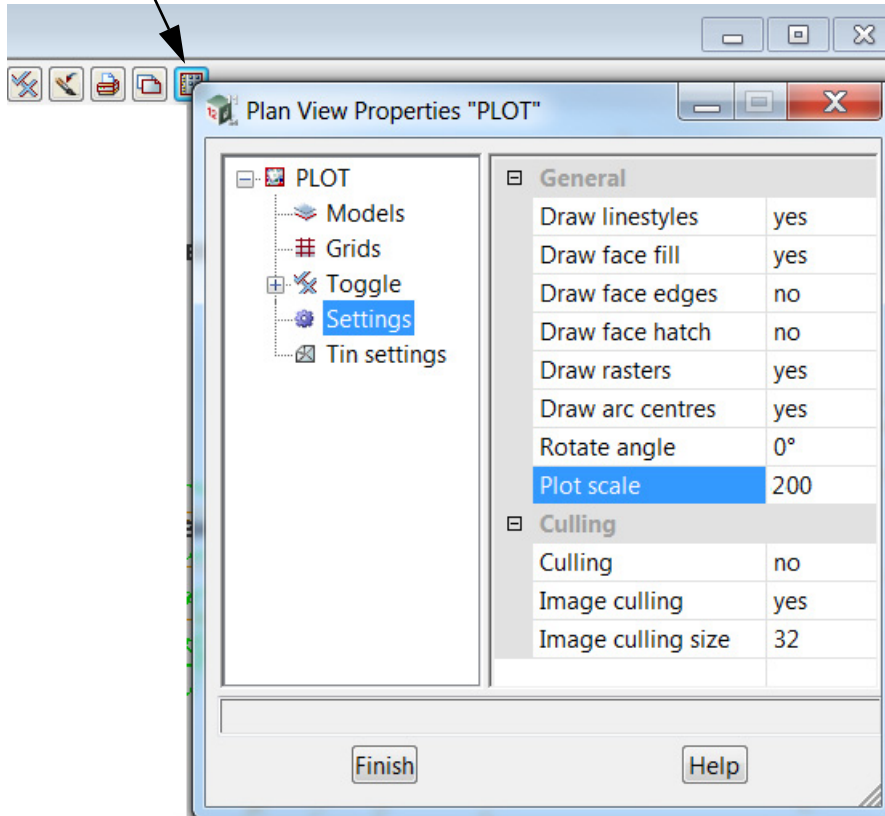 Plan View Properties "PLOT"
PLOT
Models
Grids
Toggle
Settings
Tin settings
General
Draw linestyles yes
Draw face fill yes
Draw face edges no
Draw face hatch no
Draw rasters yes
Draw arc centres yes
Rotate angle 0°
Plot scale 200
Culling
Culling no
Image culling yes
Image culling size 32
Finish Help